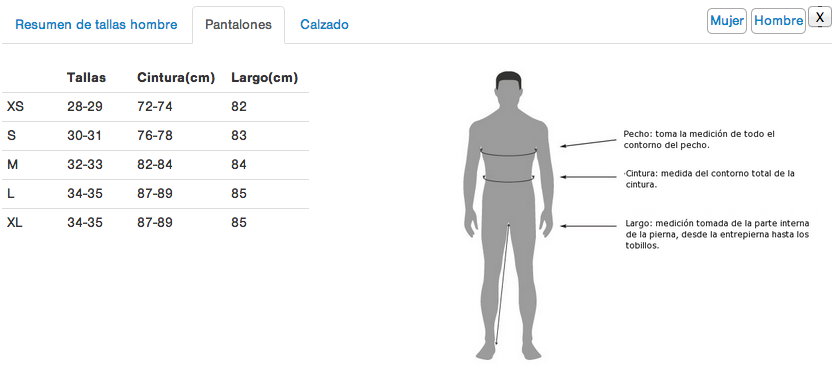 Resumen de tallas hombre Pantalones Calzado Mujer Hombre X
Tallas Cintura(cm) Largo(cm)
XS 28-29 72-74 82
S 30-31 76-78 83
M 32-33 82-84 84
L 34-35 87-89 85
XL 34-35 87-89 85
Pecho: toma la medición de todo el
contorno del pecho.
·Cintura: medida del contorno total de la
cintura.
Largo: medición tomada de la parte interna
de la pierna, desde la entrepierna hasta los
tobillos.